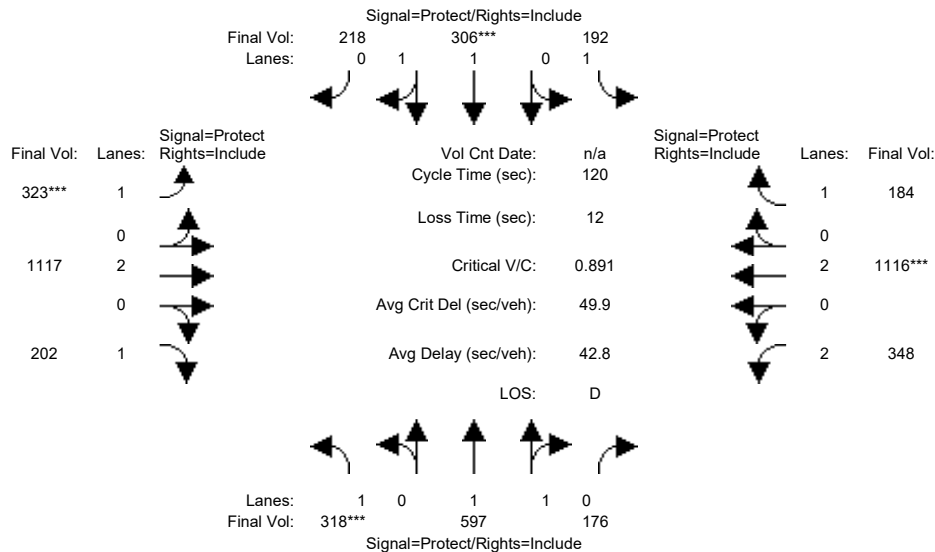 Signal=Protect/Rights=Include
Final Vol: 218 306*** 192
Lanes: 0 1 1 0 1
Signal=Protect
Final Vol: Lanes: Rights=Include
Vol Cnt Date: n/a
Cycle Time (sec): 120
Signal=Protect
Rights=Include Lanes: Final Vol:
323*** 1
1 184
Loss Time (sec): 12
0
0
1117 2
Critical V/C: 0.891
2 1116***
0
Avg Crit Del (sec/veh): 49.9
0
202 1
Avg Delay (sec/veh): 42.8
2 348
LOS: D
Lanes: 1 0 1 1 0
Final Vol: 318*** 597 176
Signal=Protect/Rights=Include